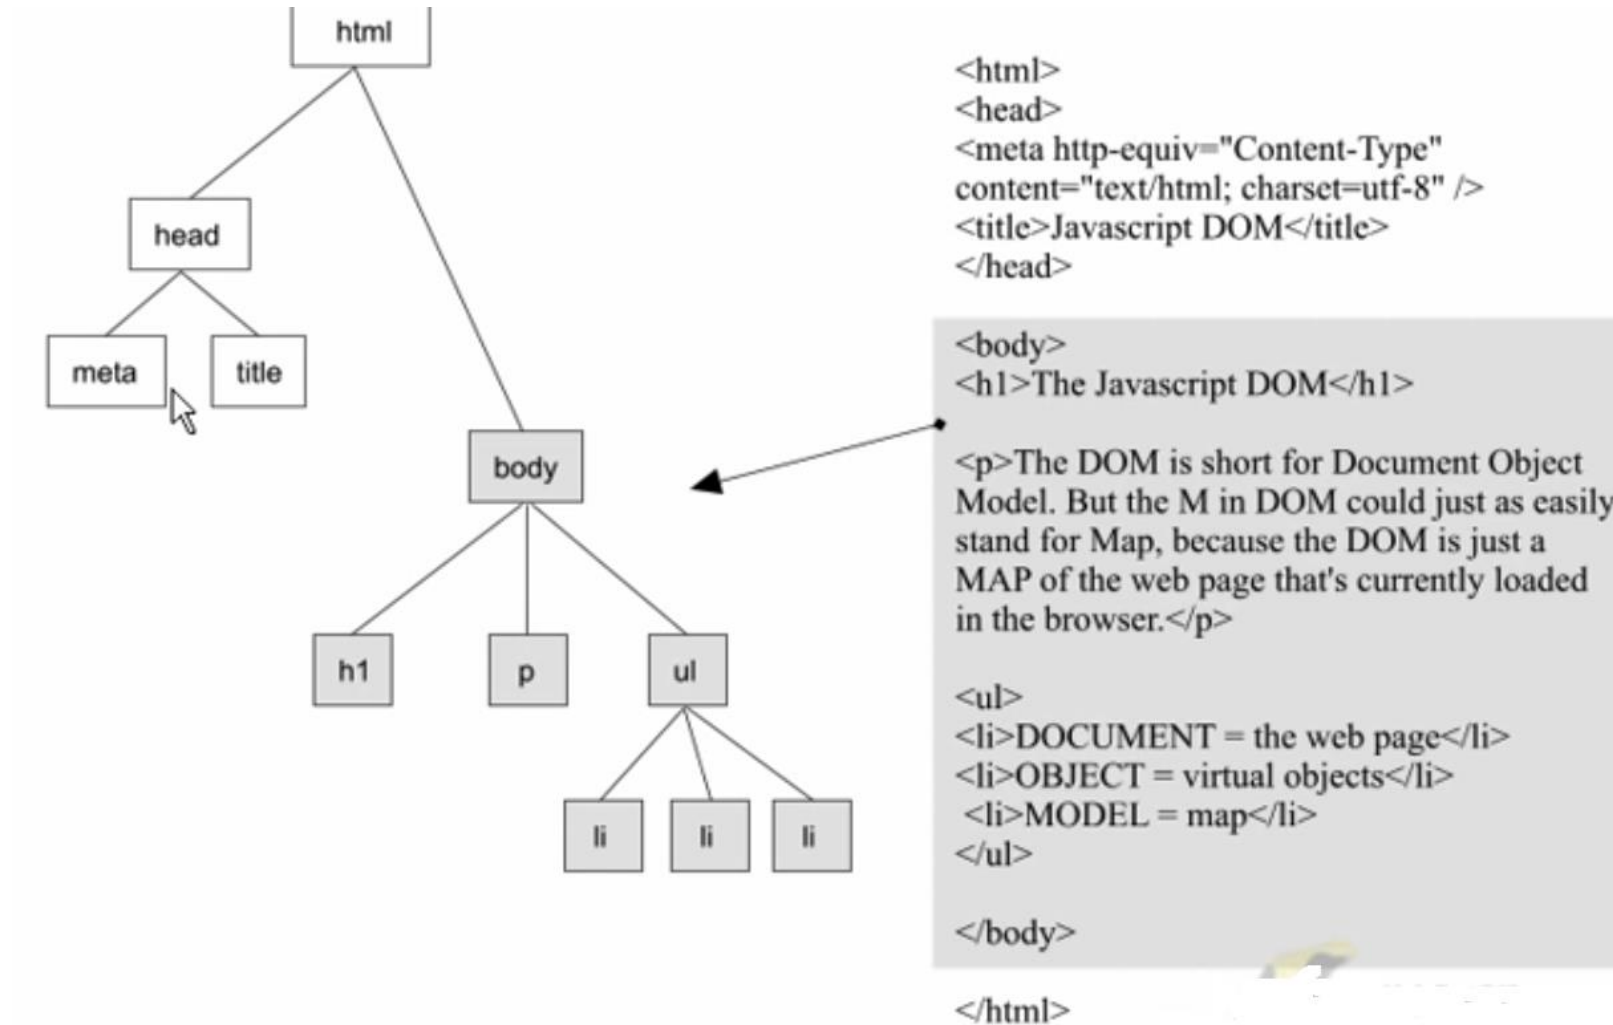 html
head
meta
title
body
h1
p
ul
li
li
li
<html>
<head>
<meta http-equiv="Content-Type"
content="text/html; charset=utf-8" />
<title>Javascript DOM</title>
</head>
<body>
<h1>The Javascript DOM</h1>
<p>The DOM is short for Document Object
Model. But the M in DOM could just as easily
stand for Map, because the DOM is just a
MAP of the web page that's currently loaded
in the browser.</p>
<ul>
<li>DOCUMENT = the web page</li>
<li>OBJECT = virtual objects</li>
<li>MODEL = map</li>
</ul>
</body>
</html>